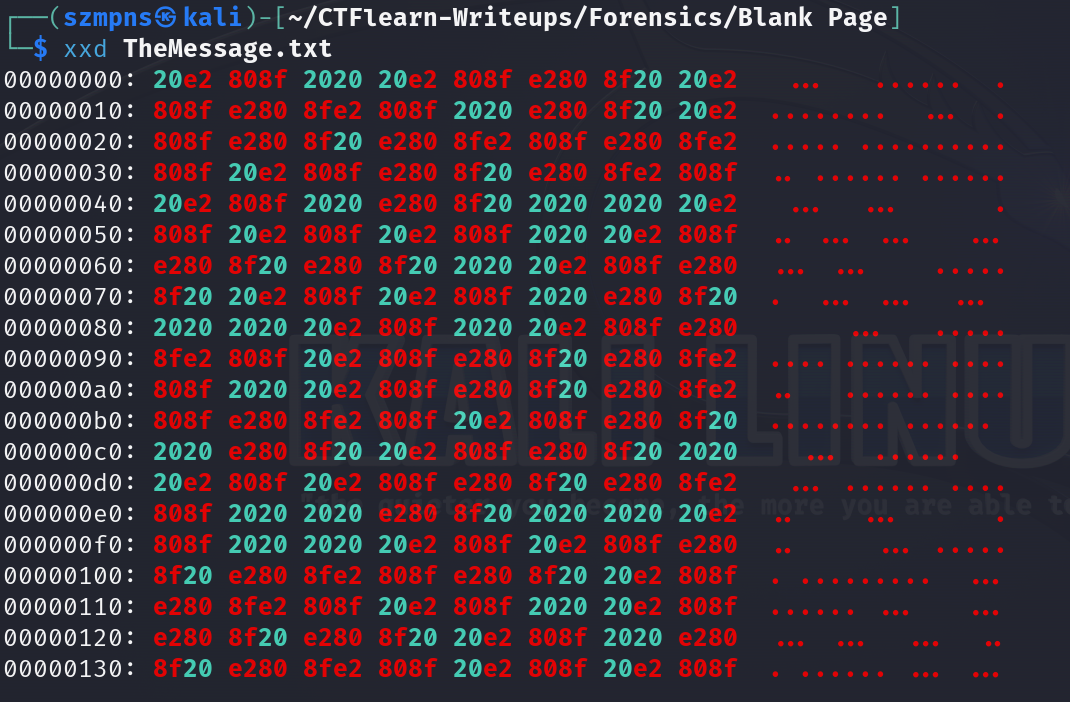 ┌──(szmpns㉿kali)-[~/CTFlearn-Writeups/Forensics/Blank Page]
└─$ xxd TheMessage.txt
00000000: 20e2 808f 2020 20e2 808f e280 8f20 20e2   ...   ......  .
00000010: 808f e280 8fe2 808f 2020 e280 8f20 20e2  ........  ...  .
00000020: 808f e280 8f20 e280 8fe2 808f e280 8fe2  ..... ..........
00000030: 808f 20e2 808f e280 8f20 e280 8fe2 808f  .. ...... ......
00000040: 20e2 808f 2020 e280 8f20 2020 2020 20e2   ...  ...      .
00000050: 808f 20e2 808f 20e2 808f 2020 20e2 808f  .. ... ...   ...
00000060: e280 8f20 e280 8f20 2020 20e2 808f e280  ... ...    .....
00000070: 8f20 20e2 808f 20e2 808f 2020 e280 8f20  .  ... ...  ... 
00000080: 2020 2020 20e2 808f 2020 20e2 808f e280       ...   .....
00000090: 8fe2 808f 20e2 808f e280 8f20 e280 8fe2  .... ...... ....
000000a0: 808f 2020 20e2 808f e280 8f20 e280 8fe2  ..   ...... ....
000000b0: 808f e280 8fe2 808f 20e2 808f e280 8f20  ........ ...... 
000000c0: 2020 e280 8f20 20e2 808f e280 8f20 2020    ...  ......   
000000d0: 20e2 808f 20e2 808f e280 8f20 e280 8fe2   ... ...... ....
000000e0: 808f 2020 2020 e280 8f20 2020 2020 20e2  ..    ...      .
000000f0: 808f 2020 2020 20e2 808f 20e2 808f e280  ..     ... .....
00000100: 8f20 e280 8fe2 808f e280 8f20 20e2 808f  . .........  ...
00000110: e280 8fe2 808f 20e2 808f 2020 20e2 808f  ...... ...   ...
00000120: e280 8f20 e280 8f20 20e2 808f 2020 e280  ... ...  ...  ..
00000130: 8f20 e280 8fe2 808f 20e2 808f 20e2 808f  . ...... ... ...